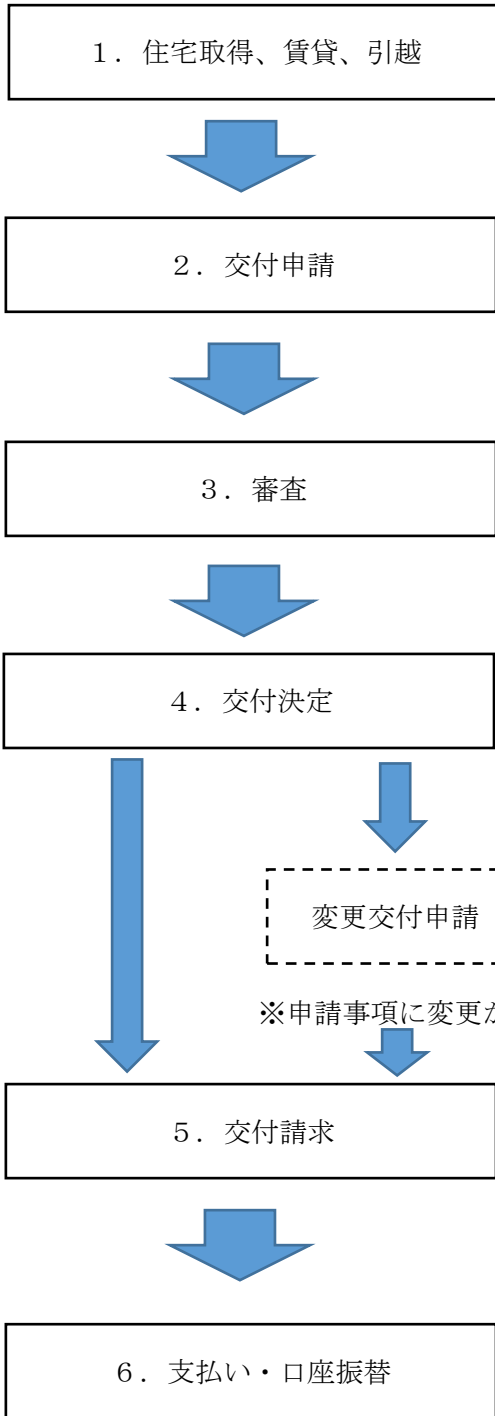 １．住宅取得、賃貸、引越
２．交付申請
３．審査
４．交付決定
変更交付申請
※申請事項に変更が
５．交付請求
６．支払い・口座振替